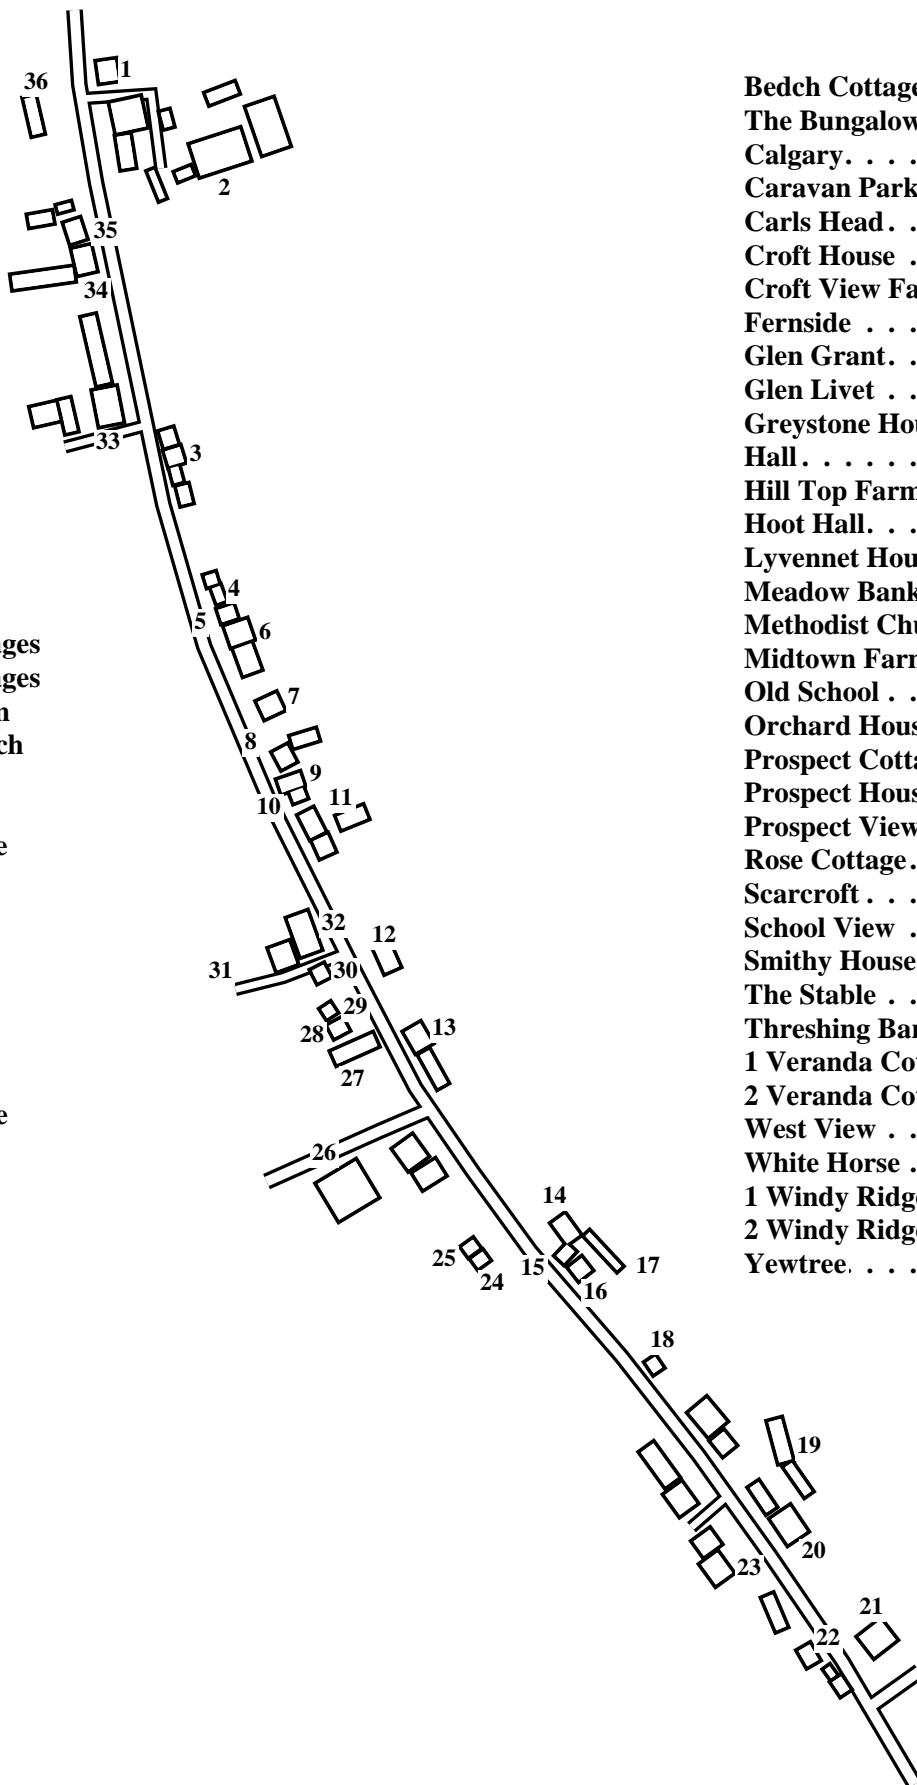 1
36
2
35
34
33
3
4
5
6
7
8
9
10
11
32
12
31
30
29
28
13
27
26
14
25
24
15
17
16
18
19
20
23
21
22
ages
ages
n
ch
e
e
Bedch Cottage
The Bungalow
Calgary. . . .
Caravan Park
Carls Head. .
Croft House .
Croft View Fa
Fernside . . .
Glen Grant. .
Glen Livet . .
Greystone Hou
Hall. . . . . .
Hill Top Farm
Hoot Hall. . .
Lyvennet Hou
Meadow Bank
Methodist Chu
Midtown Farm
Old School . .
Orchard Hous
Prospect Cotta
Prospect Hous
Prospect View
Rose Cottage.
Scarcroft . . .
School View .
Smithy House
The Stable . .
Threshing Bar
1 Veranda Cot
2 Veranda Cot
West View . .
White Horse .
1 Windy Ridge
2 Windy Ridge
Yewtree. . . .